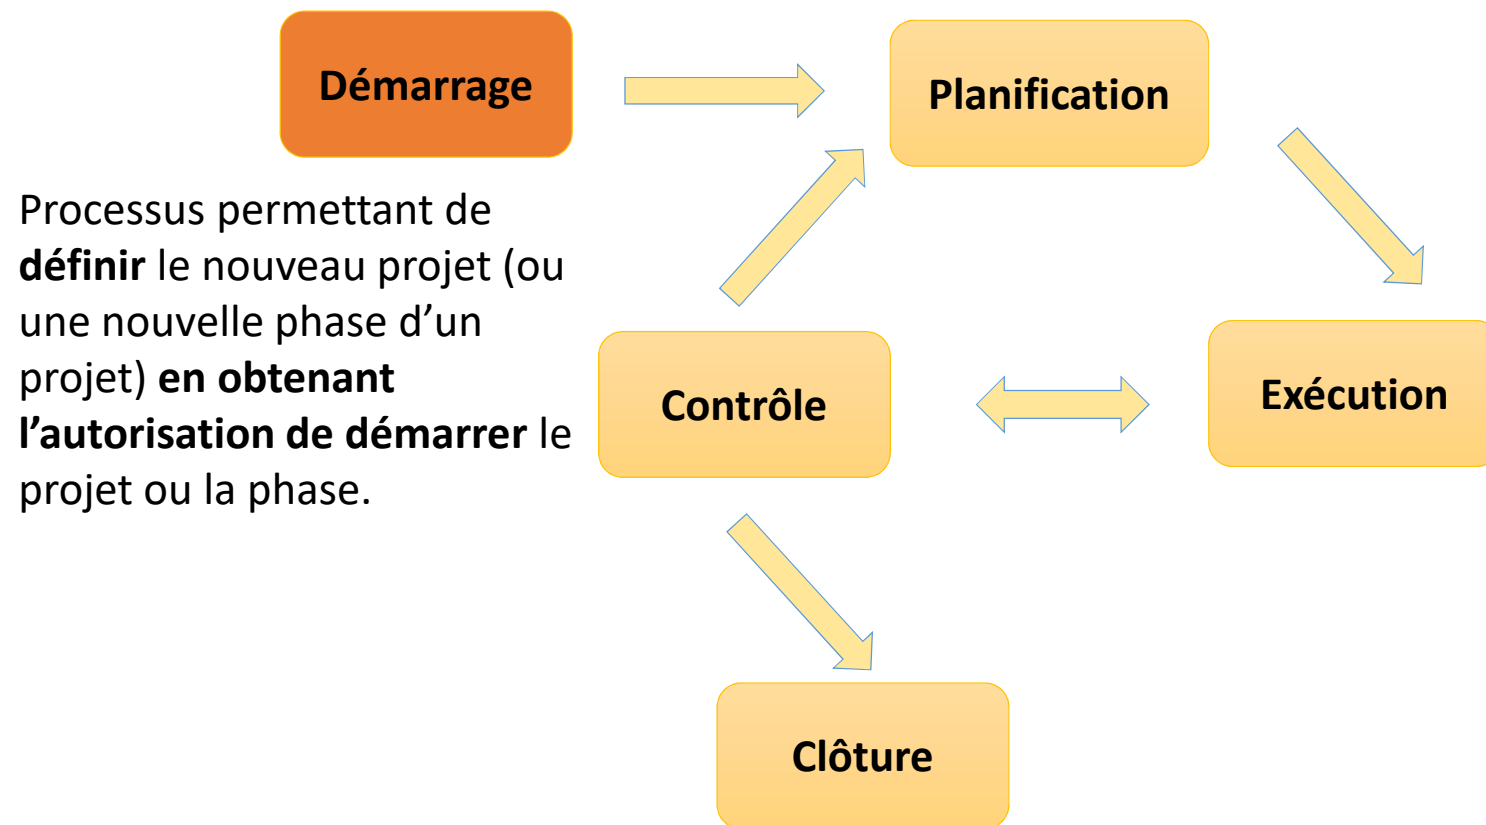 Démarrage
Planification
Processus permettant de
définir le nouveau projet (ou
une nouvelle phase d’un
projet) en obtenant
l’autorisation de démarrer le
projet ou la phase.
Contrôle
Exécution
Clôture